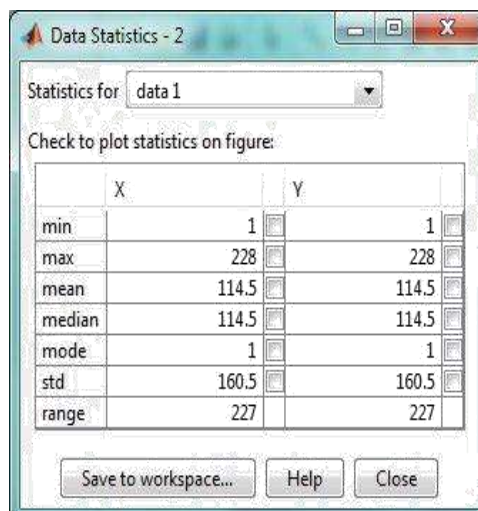 Data Statistics - 2
Statistics for data 1
Check to plot statistics on figure:
X Y
min 1 1
max 228 228
mean 114.5 114.5
median 114.5 114.5
mode 1 1
std 160.5 160.5
range 227 227
Save to workspace... Help Close